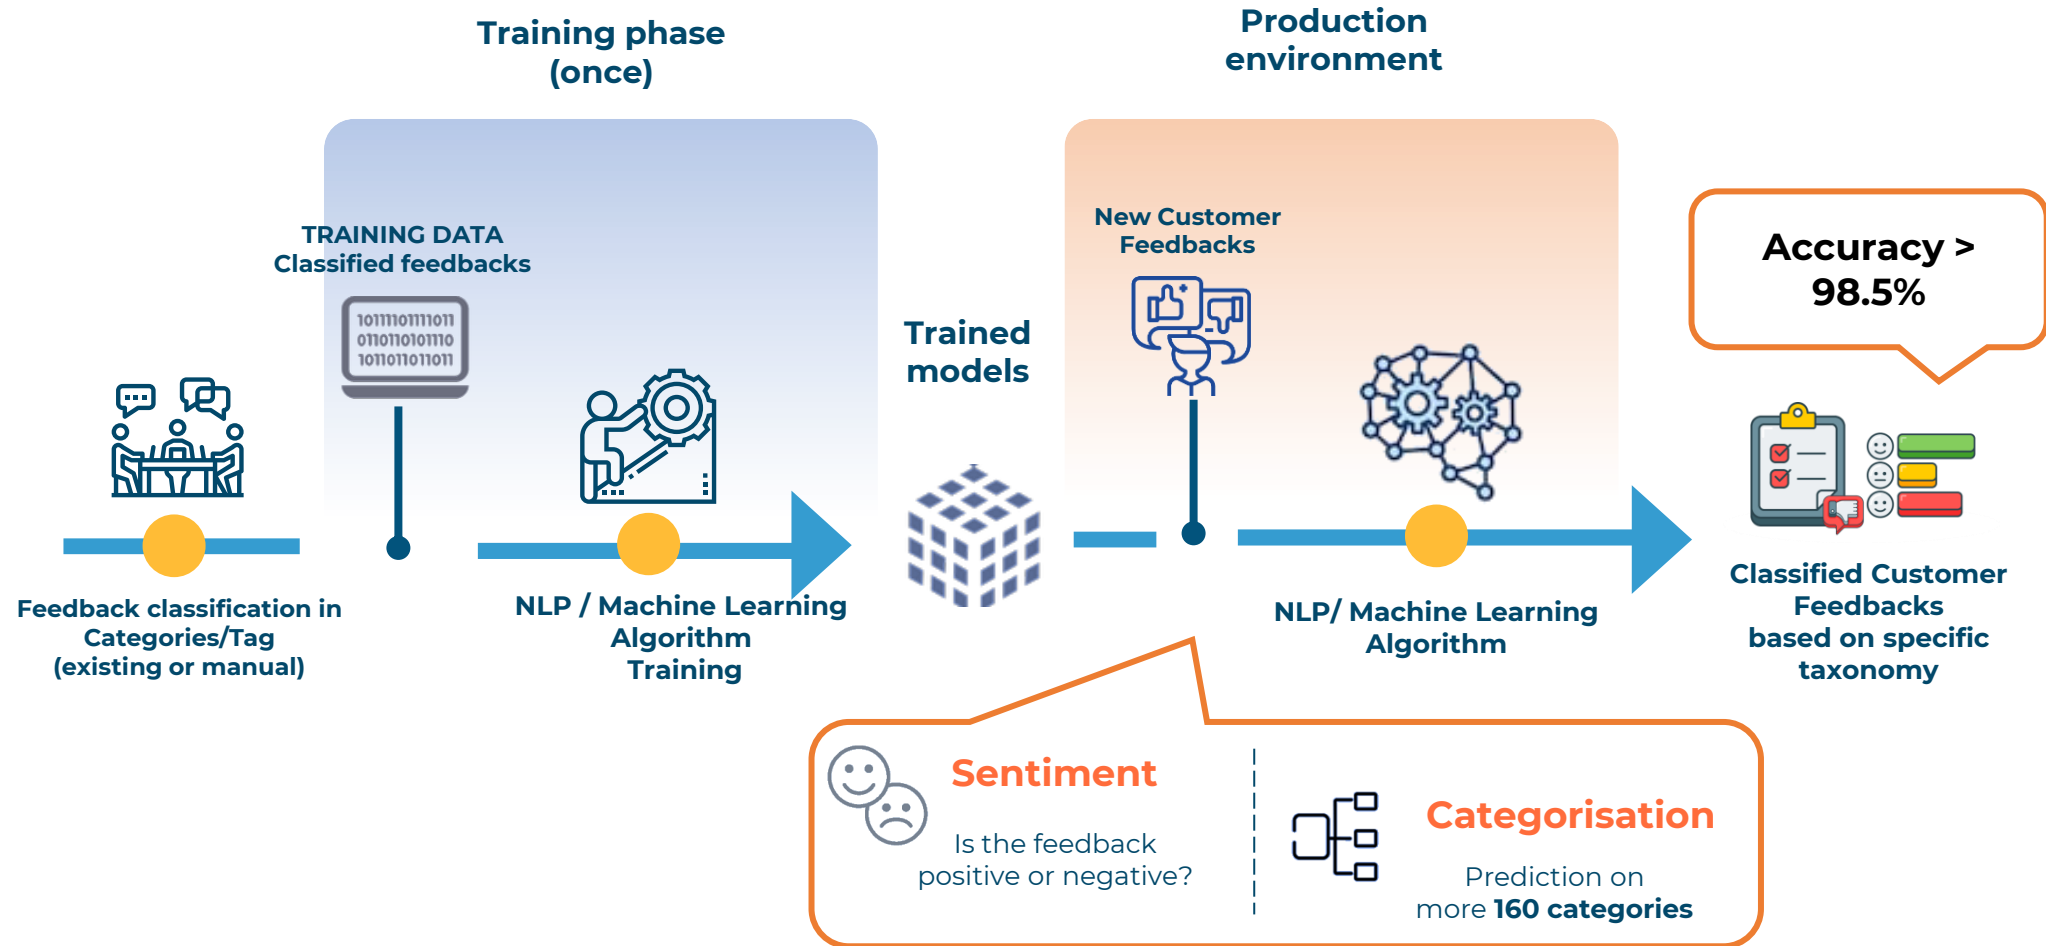 Training phase
(once)
Production
environment
TRAINING DATA
Classified feedbacks
10111101111011
0110110101110
1011011011011
New Customer
Feedbacks
Accuracy >
98.5%
Trained
models
Feedback classification in
Categories/Tag
(existing or manual)
NLP / Machine Learning
Algorithm
Training
NLP/ Machine Learning
Algorithm
Classified Customer
Feedbacks
based on specific
taxonomy
Sentiment
Is the feedback
positive or negative?
Categorisation
Prediction on
more 160 categories